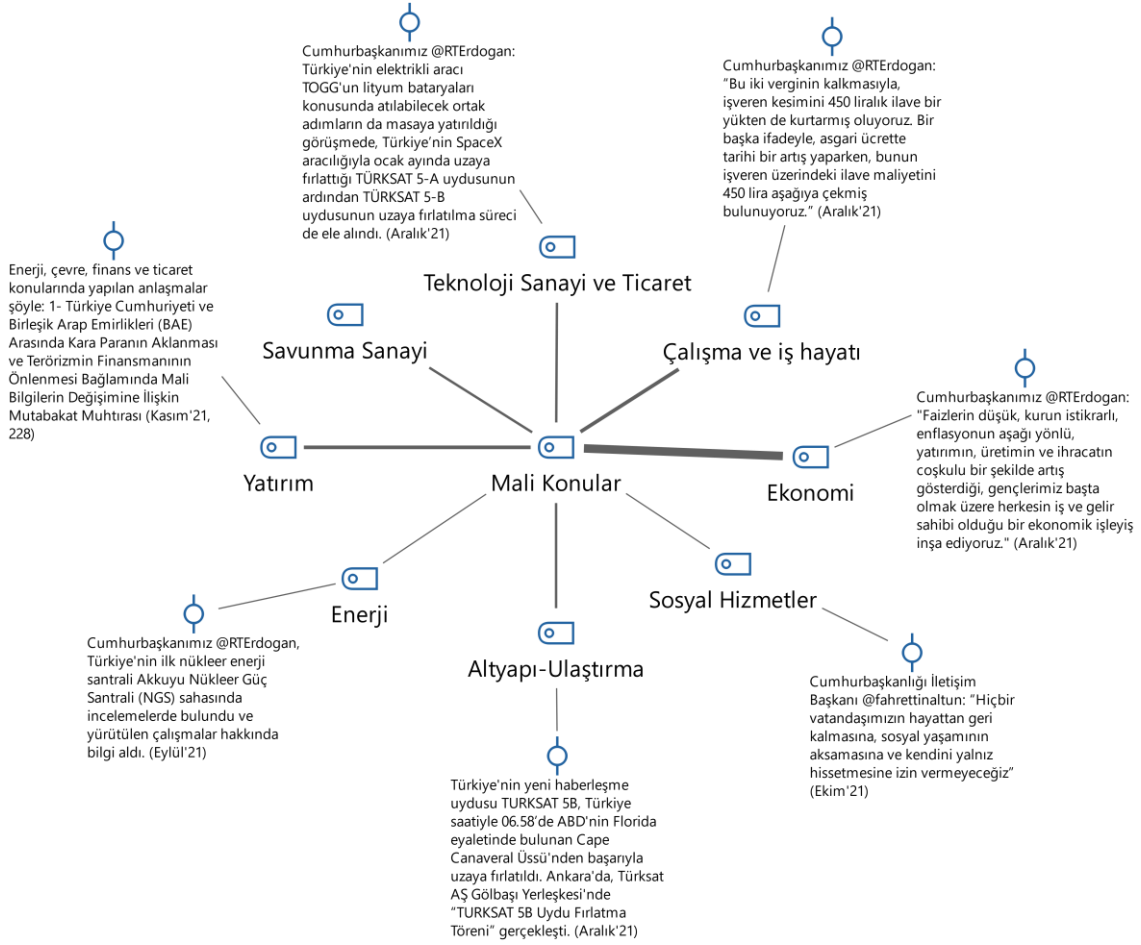 Cumhurbaşkanımız @RTErdogan:
Türkiye'nin elektrikli aracı
TOGG'un lityum bataryaları
konusunda atılabilecek ortak
adımların da masaya yatırıldığı
görüşmede, Türkiye'nin SpaceX
aracılığıyla ocak ayında uzaya
fırlattığı TÜRKSAT 5-A uydusunun
ardından TÜRKSAT 5-B
uydusunun uzaya fırlatılma süreci
de ele alındı. (Aralık'21)
Cumhurbaşkanımız @RTErdogan:
"Bu iki verginin kalkmasıyla,
işveren kesimini 450 liralık ilave bir
yükten de kurtarmış oluyoruz. Bir
başka ifadeyle, asgari ücrette
tarihi bir artış yaparken, bunun
işveren üzerindeki ilave maliyetini
450 lira aşağıya çekmiş
bulunuyoruz." (Aralık'21)
Enerji, çevre, finans ve ticaret
konularında yapılan anlaşmalar
şöyle: 1- Türkiye Cumhuriyeti ve
Birleşik Arap Emirlikleri (BAE)
Arasında Kara Paranın Aklanması
ve Terörizmin Finansmanının
Önlenmesi Bağlamında Mali
Bilgilerin Değişimine İlişkin
Mutabakat Muhtırası (Kasım'21,
228)
Teknoloji Sanayi ve Ticaret
Savunma Sanayi
Çalışma ve iş hayatı
Cumhurbaşkanımız @RTErdogan:
"Faizlerin düşük, kurun istikrarlı,
enflasyonun aşağı yönlü,
yatırımın, üretimin ve ihracatın
coşkulu bir şekilde artış
gösterdiği, gençlerimiz başta
olmak üzere herkesin iş ve gelir
sahibi olduğu bir ekonomik işleyiş
inşa ediyoruz." (Aralık'21)
Yatırım
Mali Konular
Ekonomi
Enerji
Sosyal Hizmetler
Altyapı-Ulaştırma
Cumhurbaşkanımız @RTErdogan,
Türkiye'nin ilk nükleer enerji
santrali Akkuyu Nükleer Güç
Santrali (NGS) sahasında
incelemelerde bulundu ve
yürütülen çalışmalar hakkında
bilgi aldı. (Eylül'21)
Cumhurbaşkanlığı İletişim
Başkanı @fahrettinaltun: "Hiçbir
vatandaşımızın hayattan geri
kalmasına, sosyal yaşamının
aksamasına ve kendini yalnız
hissetmesine izin vermeyeceğiz"
(Ekim'21)
Türkiye'nin yeni haberleşme
uydusu TURKSAT 5B, Türkiye
saatiyle 06.58'de ABD'nin Florida
eyaletinde bulunan Cape
Canaveral Üssü'nden başarıyla
uzaya fırlatıldı. Ankara'da, Türksat
AŞ Gölbaşı Yerleşkesi'nde
"TURKSAT 5B Uydu Fırlatma
Töreni" gerçekleşti. (Aralık'21)